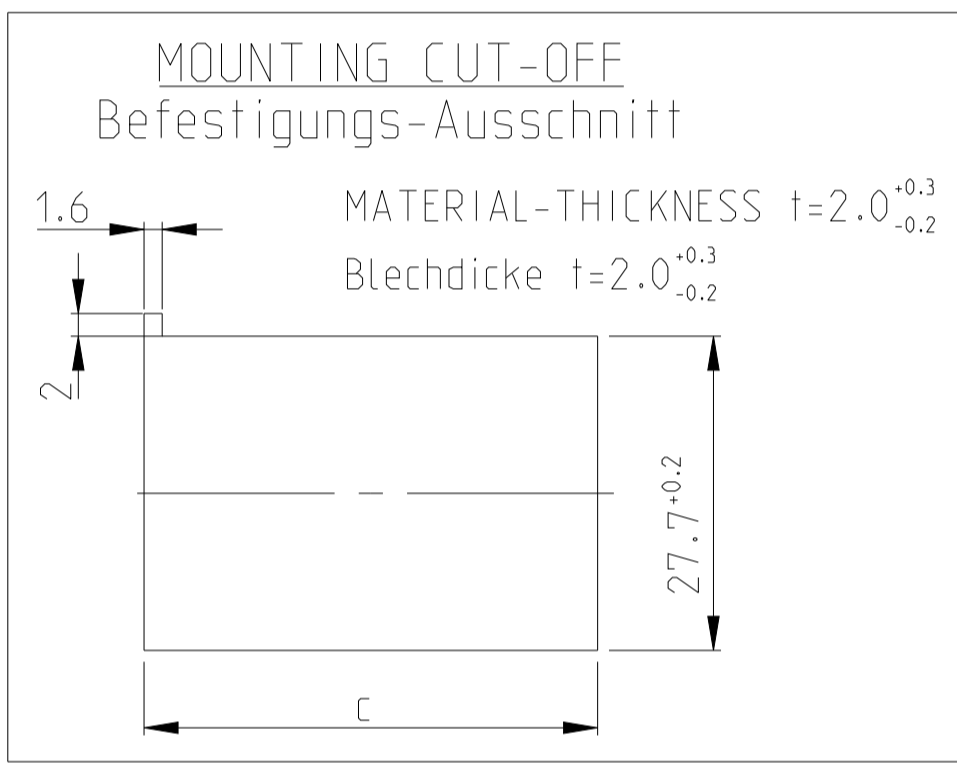 MOUNTING CUT-OFF
Befestigungs-Ausschnitt
1.6
MATERIAL-THICKNESS t=2.0 +0.3 -0.2
Blechdicke t=2.0 +0.3 -0.2
2
27.7 +0.2
C